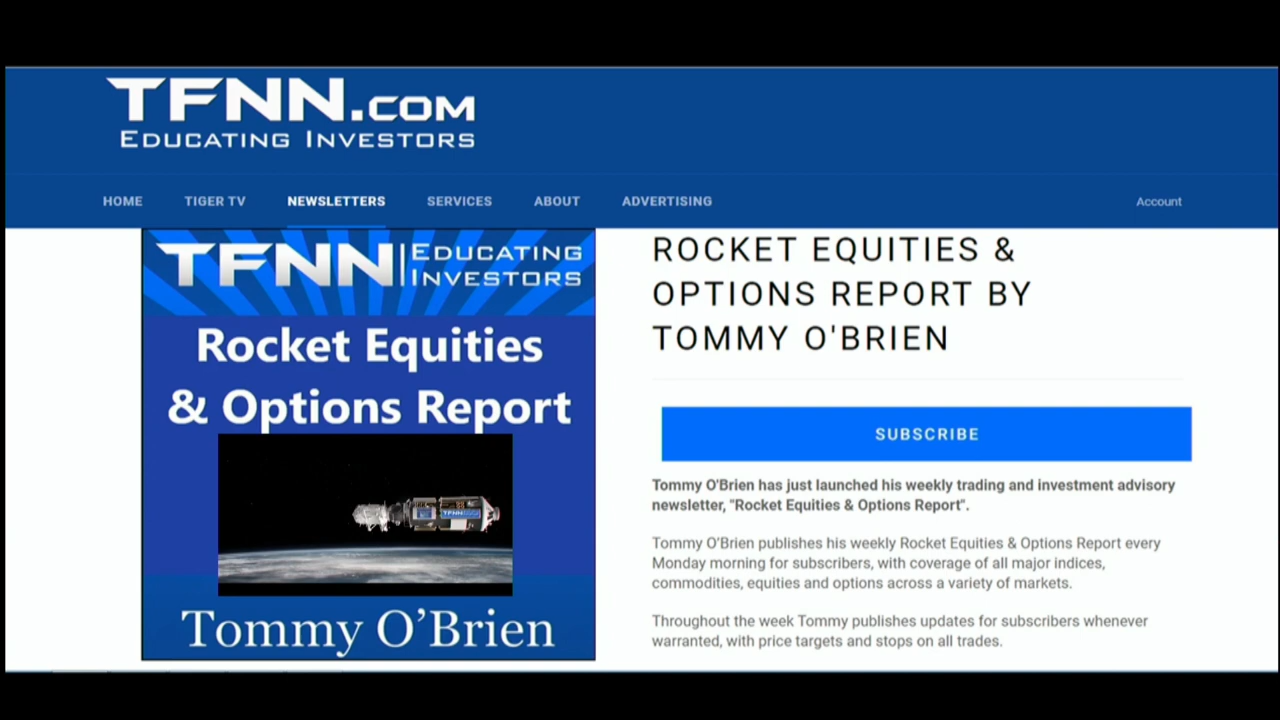 TFNN.COM
EDUCATING INVESTORS
HOME TIGER TV NEWSLETTERS SERVICES ABOUT ADVERTISING Account
TFNN EDUCATING
INVESTORS
Rocket Equities
& Options Report
TFNN
Tommy O’Brien
ROCKET EQUITIES &
OPTIONS REPORT BY
TOMMY O'BRIEN
SUBSCRIBE
Tommy O'Brien has just launched his weekly trading and investment advisory
newsletter, "Rocket Equities & Options Report".
Tommy O’Brien publishes his weekly Rocket Equities & Options Report every
Monday morning for subscribers, with coverage of all major indices,
commodities, equities and options across a variety of markets.
Throughout the week Tommy publishes updates for subscribers whenever
warranted, with price targets and stops on all trades.